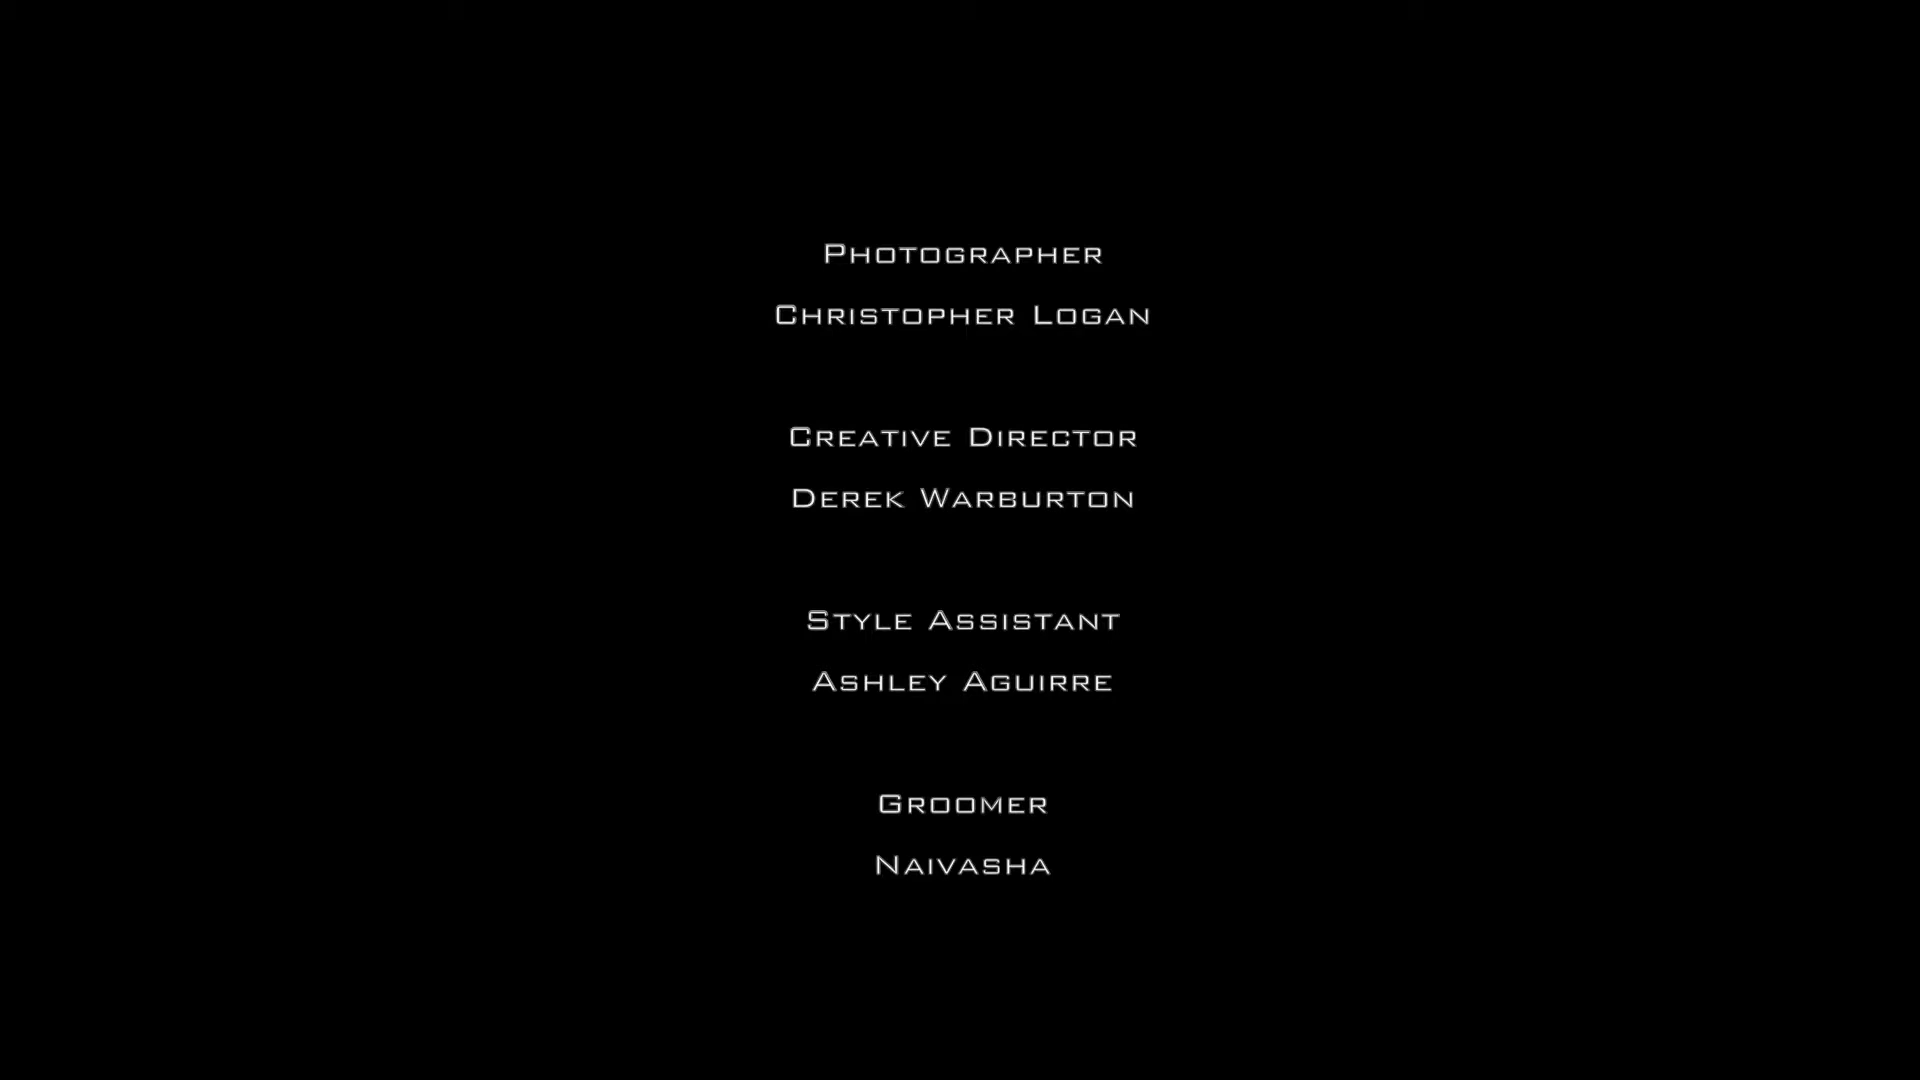 Photographer
Christopher Logan
Creative Director
Derek Warburton
Style Assistant
Ashley Aguirre
Groomer
Naivasha